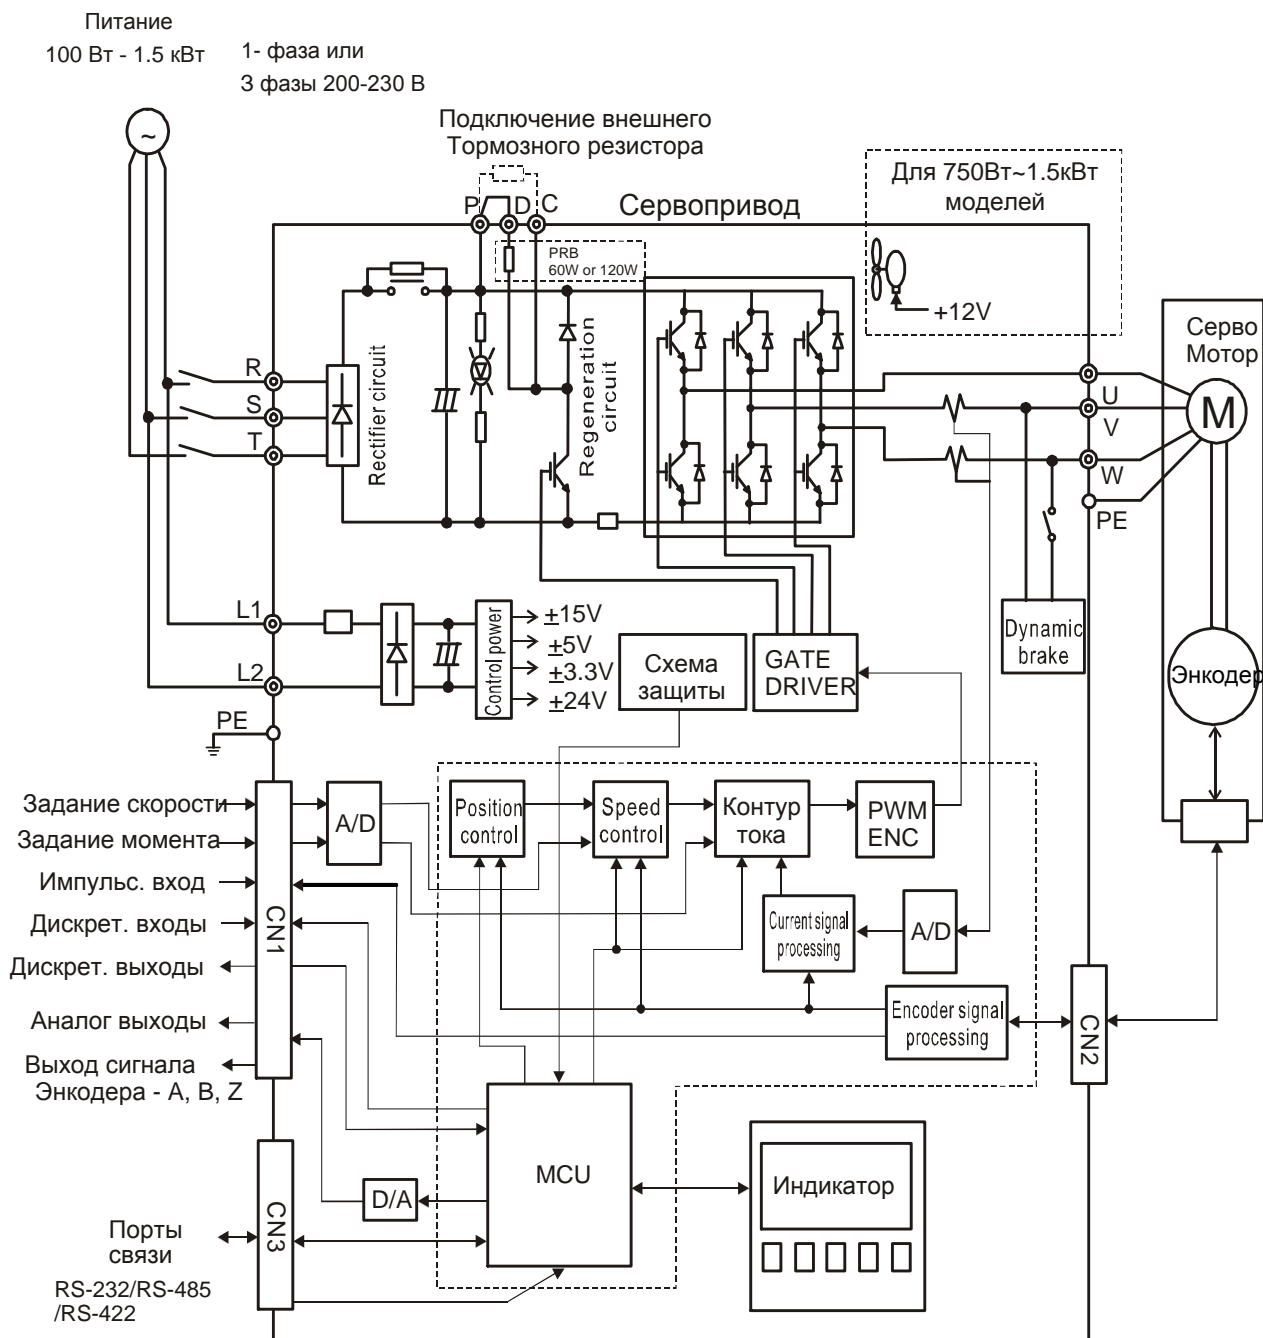 Питание
100 Вт - 1.5 кВт
1- фаза или
3 фазы 200-230 В
Подключение внешнего
Тормозного резистора
P
D
C
Сервопривод
Для 750Вт~1.5кВт
моделей
+12V
PRB
60W or 120W
Серво
Мотор
~
R
S
T
Rectifier circuit
Regeneration
circuit
U
V
W
PE
M
L1
L2
PE
Control power
±15V
±5V
±3.3V
±24V
Схема
защиты
GATE
DRIVER
Dynamic
brake
Энкодер
Задание скорости
Задание момента
Импульс. вход
Дискрет. входы
Дискрет. выходы
Аналог выходы
Выход сигнала
Энкодера - A, B, Z
CN1
A/D
Position
control
Speed
control
Контур
тока
PWM
ENC
Current signal
processing
A/D
Encoder signal
processing
CN2
MCU
D/A
Индикатор
CN3
Порты
связи
RS-232/RS-485
/RS-422